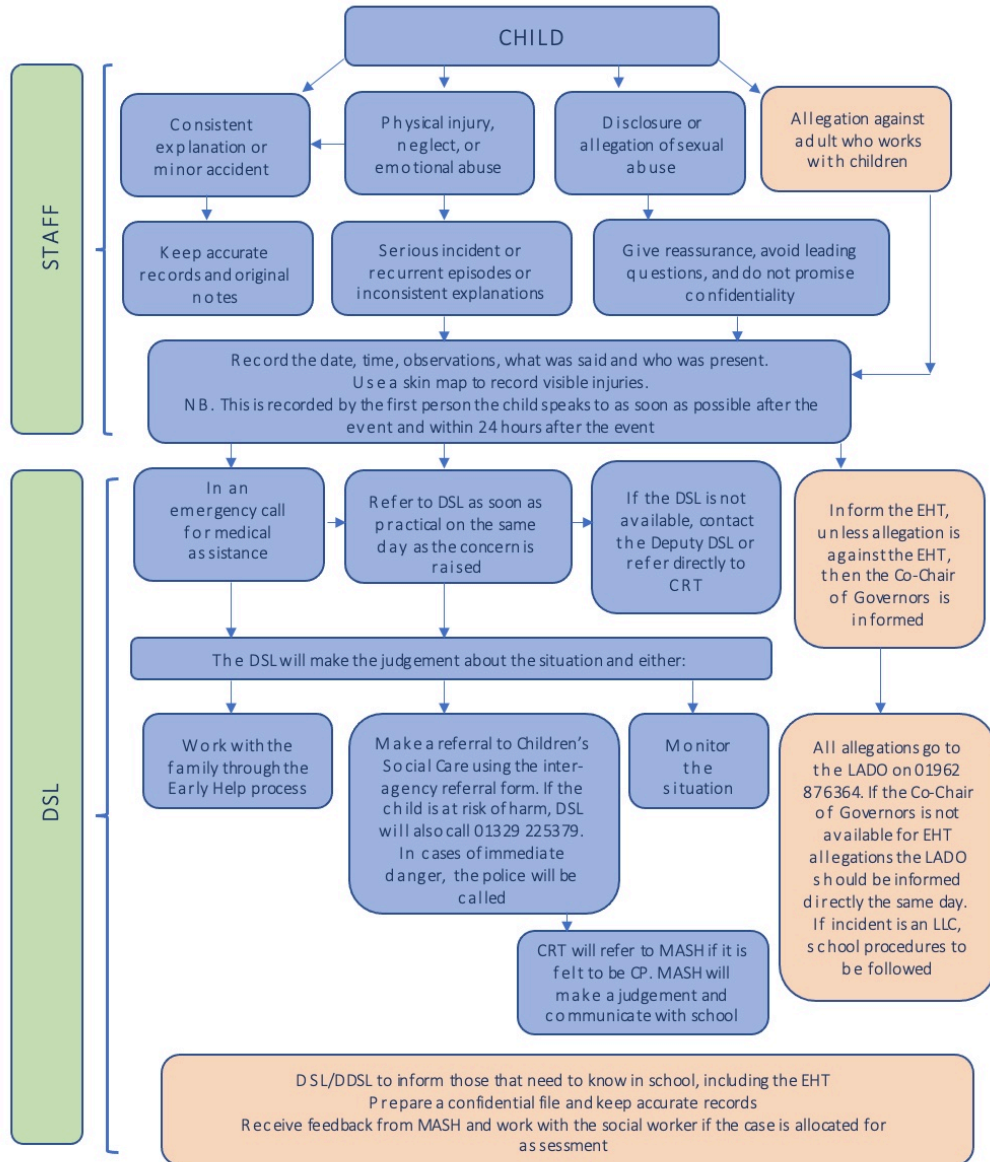 CHILD
STAFF
Consistent
explanation or
minor accident
Physical injury,
neglect, or
emotional abuse
Disclosure or
allegation of sexual
abuse
Allegation against
adult who works
with children
Keep accurate
records and original
notes
Serious incident or
recurrent episodes or
inconsistent explanations
Give reassurance, avoid leading
questions, and do not promise
confidentiality
Record the date, time, observations, what was said and who was present.
Use a skin map to record visible injuries.
NB. This is recorded by the first person the child speaks to as soon as possible after the
event and within 24 hours after the event
DSL
In an
emergency call
for medical
assistance
Refer to DSL as soon as
practical on the same
day as the concern is
raised
If the DSL is not
available, contact
the Deputy DSL or
refer directly to
CRT
Inform the EHT,
unless allegation is
against the EHT,
then the Co-Chair
of Governors is
informed
The DSL will make the judgement about the situation and either:
Work with the
family through the
Early Help process
Make a referral to Children's
Social Care using the inter-
agency referral form. If the
child is at risk of harm, DSL
will also call 01329 225379.
In cases of immediate
danger, the police will be
called
Monitor
the
situation
All allegations go to
the LADO on 01962
876364. If the Co-Chair
of Governors is not
available for EHT
allegations the LADO
should be informed
directly the same day.
If incident is an LLC,
school procedures to
be followed
CRT will refer to MASH if it is
felt to be CP. MASH will
make a judgement and
communicate with school
DSL/DDSL to inform those that need to know in school, including the EHT
Prepare a confidential file and keep accurate records
Receive feedback from MASH and work with the social worker if the case is allocated for
assessment